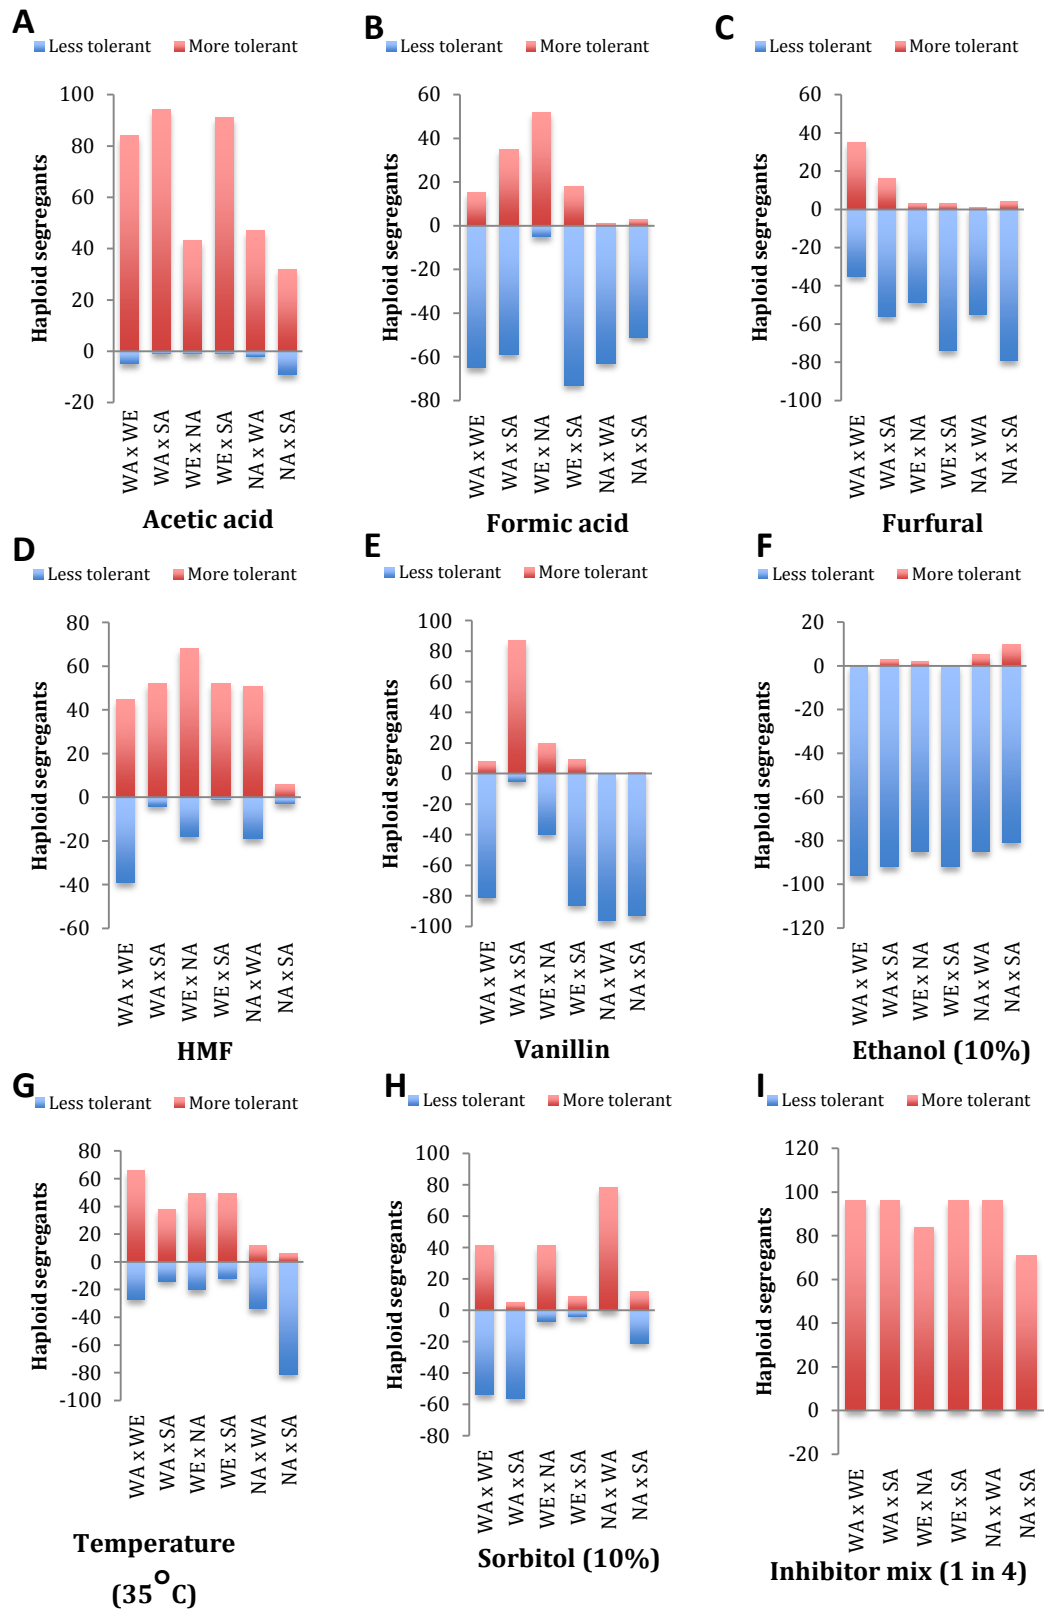 A
Less tolerant More tolerant
100
80
60
40
20
0
-20
Haploid segregants
WA x WE
WA x SA
WE x NA
WE x SA
NA x WA
NA x SA
Acetic acid
B
Less tolerant More tolerant
60
40
20
0
-20
-40
-60
-80
Haploid segregants
WA x WE
WA x SA
WE x NA
WE x SA
NA x WA
NA x SA
Formic acid
C
Less tolerant More tolerant
60
40
20
0
-20
-40
-60
-80
-100
Haploid segregants
WA x WE
WA x SA
WE x NA
WE x SA
NA x WA
NA x SA
Furfural
D
Less tolerant More tolerant
80
60
40
20
0
-20
-40
-60
Haploid segregants
WA x WE
WA x SA
WE x NA
WE x SA
NA x WA
NA x SA
HMF
E
Less tolerant More tolerant
100
80
60
40
20
0
-20
-40
-60
-80
-100
Haploid segregants
WA x WE
WA x SA
WE x NA
WE x SA
NA x WA
NA x SA
Vanillin
F
Less tolerant More tolerant
20
0
-20
-40
-60
-80
-100
-120
Haploid segregants
WA x WE
WA x SA
WE x NA
WE x SA
NA x WA
NA x SA
Ethanol (10%)
G
Less tolerant More tolerant
80
60
40
20
0
-20
-40
-60
-80
-100
Haploid segregants
WA x WE
WA x SA
WE x NA
WE x SA
NA x WA
NA x SA
Temperature
(35°C)
H
Less tolerant More tolerant
100
80
60
40
20
0
-20
-40
-60
-80
Haploid segregants
WA x WE
WA x SA
WE x NA
WE x SA
NA x WA
NA x SA
Sorbitol (10%)
I
Less tolerant More tolerant
120
100
80
60
40
20
0
-20
Haploid segregants
WA x WE
WA x SA
WE x NA
WE x SA
NA x WA
NA x SA
Inhibitor mix (1 in 4)